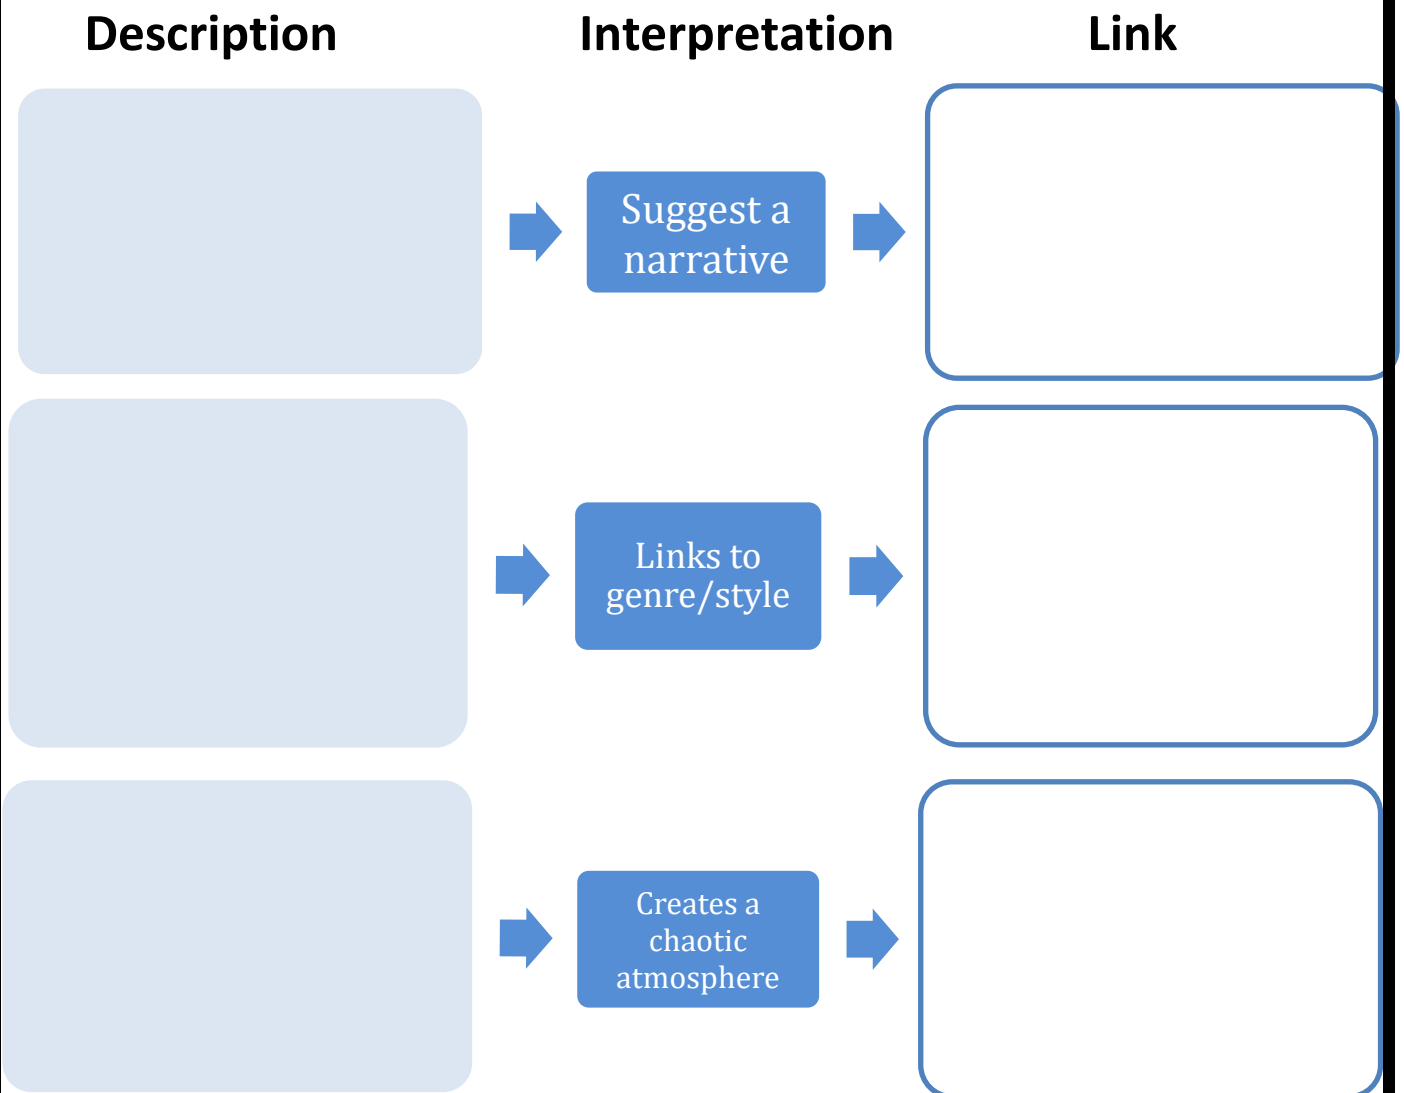 Description
Interpretation
Link
Suggest a
narrative
Links to
genre/style
Creates a
chaotic
atmosphere